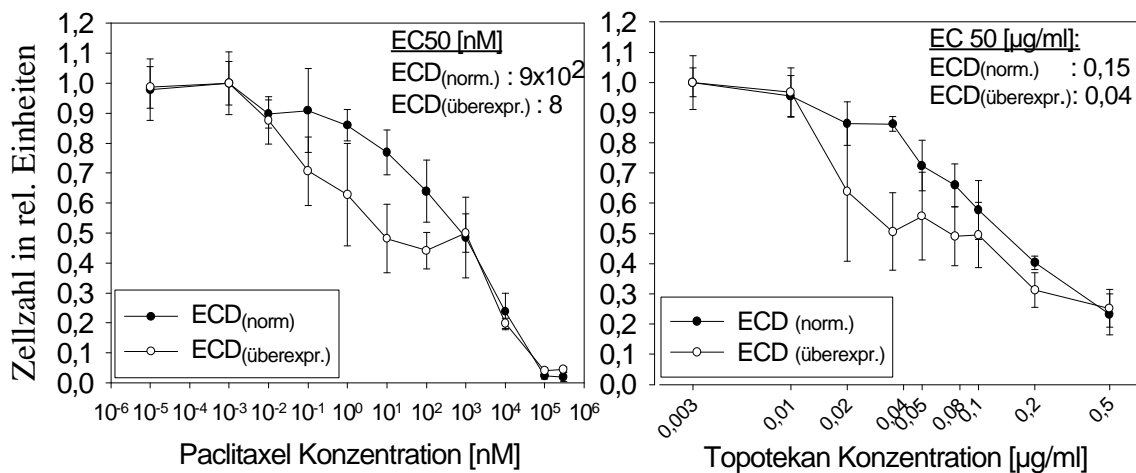 Zellzahl in rel. Einheiten
1,2
1,1
1,0
0,9
0,8
0,7
0,6
0,5
0,4
0,3
0,2
0,1
0,0
EC50 [nM]
ECD(norm.) : 9x10²
ECD(überexpr.) : 8
ECD(norm)
ECD(überexpr.)
10⁻⁶ 10⁻⁵ 10⁻⁴ 10⁻³ 10⁻² 10⁻¹ 10⁰ 10¹ 10² 10³ 10⁴ 10⁵ 10⁶
Paclitaxel Konzentration [nM]
1,2
1,1
1,0
0,9
0,8
0,7
0,6
0,5
0,4
0,3
0,2
0,1
0,0
EC 50 [µg/ml]:
ECD(norm.) : 0,15
ECD(überexpr.): 0,04
ECD (norm.)
ECD (überexpr.)
0,003 0,01 0,02 0,04 0,05 0,08 0,1 0,2 0,5
Topotekan Konzentration [µg/ml]